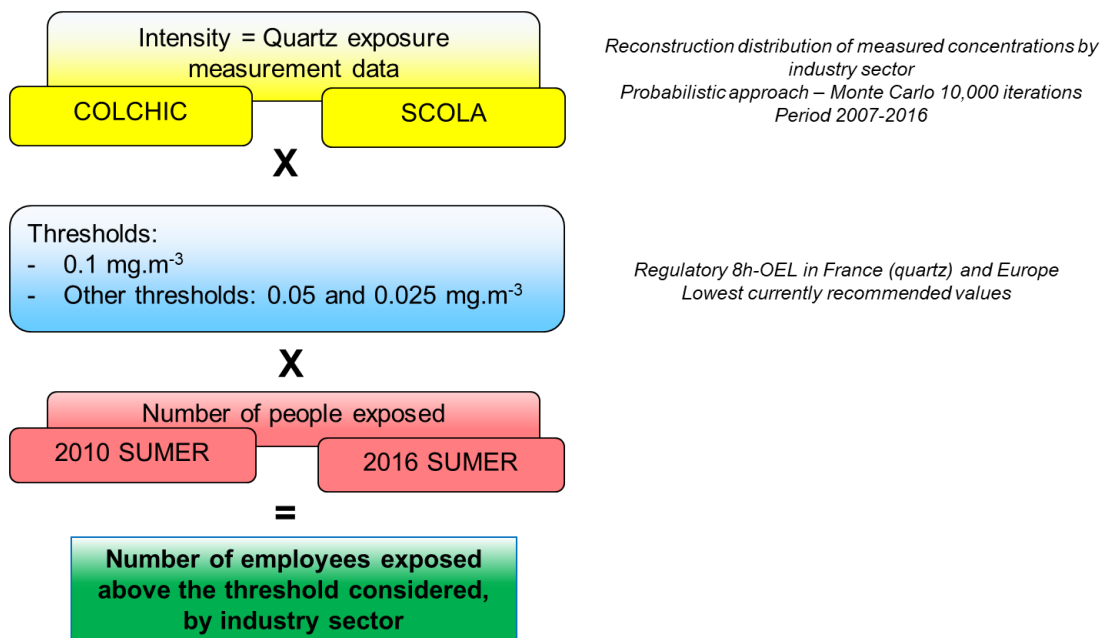 Intensity = Quartz exposure
measurement data
COLCHIC
SCOLA
Reconstruction distribution of measured concentrations by
industry sector
Probabilistic approach – Monte Carlo 10,000 iterations
Period 2007-2016
X
Thresholds:
- 0.1 mg.m⁻³
- Other thresholds: 0.05 and 0.025 mg.m⁻³
Regulatory 8h-OEL in France (quartz) and Europe
Lowest currently recommended values
X
Number of people exposed
2010 SUMER
2016 SUMER
=
Number of employees exposed
above the threshold considered,
by industry sector